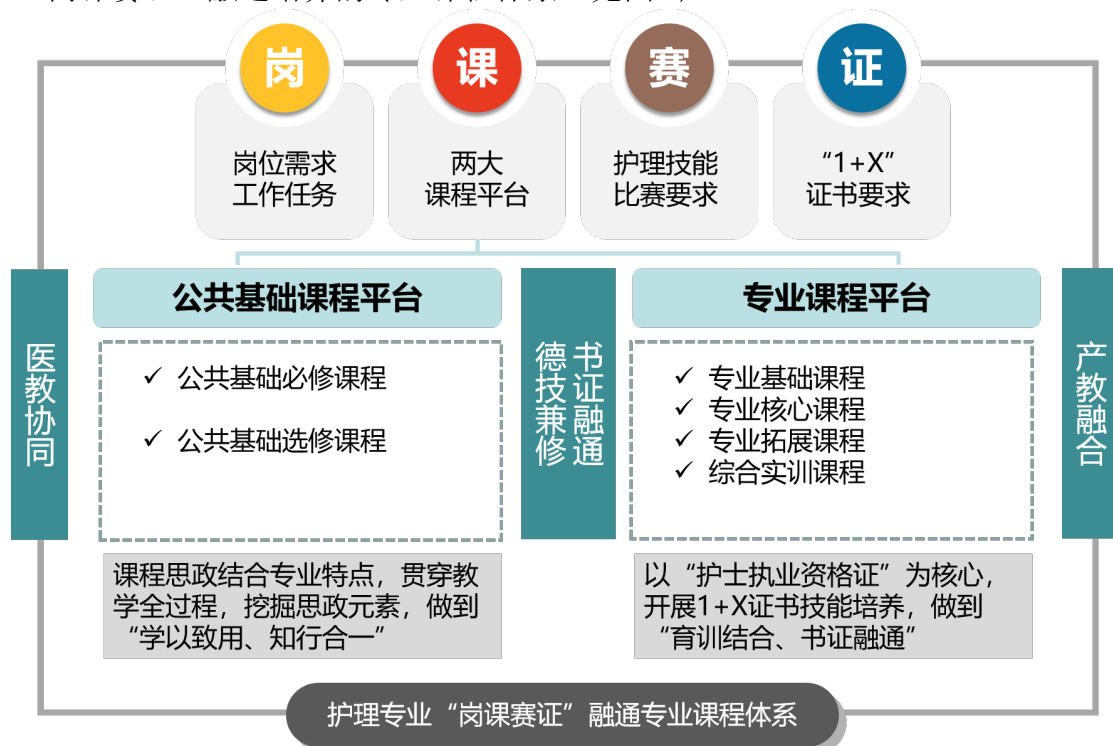 岗
课
赛
证
岗位需求
工作任务
两大
课程平台
护理技能
比赛要求
“1+X”
证书要求
医教协同
公共基础课程平台
✓ 公共基础必修课程
✓ 公共基础选修课程
课程思政结合专业特点，贯穿教
学全过程，挖掘思政元素，做到
“学以致用、知行合一”
德技兼修
书证融通
专业课程平台
✓ 专业基础课程
✓ 专业核心课程
✓ 专业拓展课程
✓ 综合实训课程
以“护士执业资格证”为核心，
开展1+X证书技能培养，做到
“育训结合、书证融通”
产教融合
护理专业“岗课赛证”融通专业课程体系